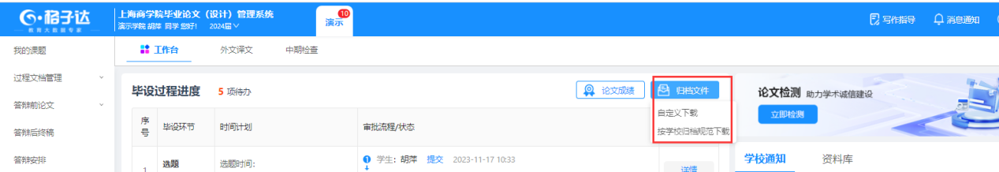 格子达
教育大数据专家
上海商学院毕业论文（设计）管理系统
演示学院 胡萍 同学 您好! 2024届
演示
10
写作指导
消息通知
我的课题
工作台
外文译文
中期检查
过程文档管理
答辩前论文
答辩后终稿
答辩安排
毕设过程进度
5 项待办
论文成绩
归档文件
自定义下载
按学校归档规范下载
序号
毕设环节
时间计划
审批流程/状态
1
选题
选题时间:
1 学生: 胡萍 提交 2023-11-17 10:33
详情
论文检测 助力学术诚信建设
立即检测
学校通知
资料库